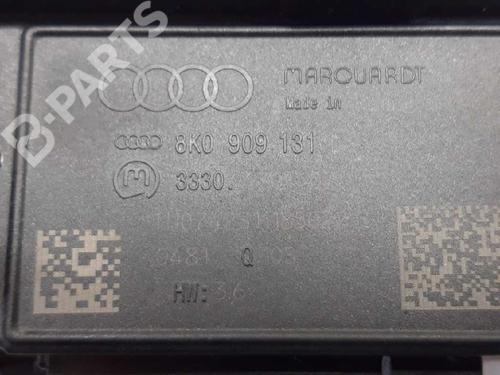 B-PARTS
MARQUARDT
Made in
8K0 909 131
3330.
Q
HW: 3,6